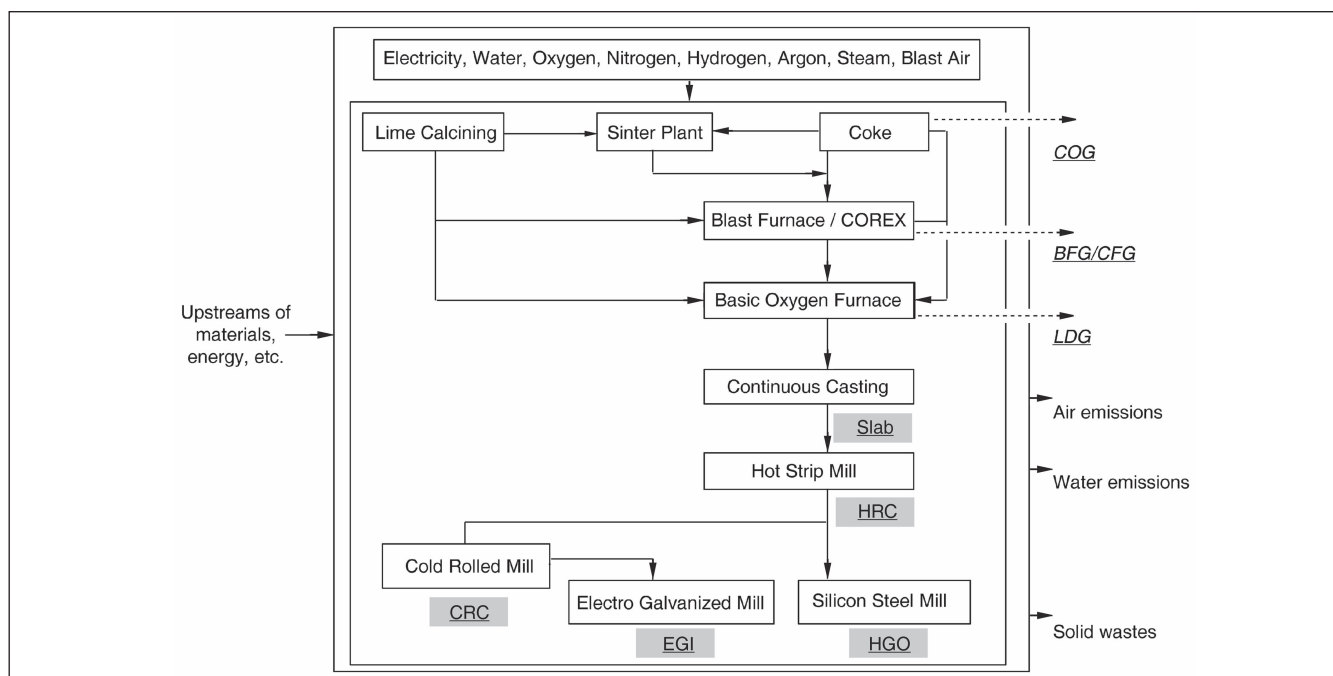 Electricity, Water, Oxygen, Nitrogen, Hydrogen, Argon, Steam, Blast Air
Lime Calcining
Sinter Plant
Coke
COG
Blast Furnace / COREX
BFG/CFG
Basic Oxygen Furnace
Upstreams of
materials,
energy, etc.
LDG
Continuous Casting
Air emissions
Slab
Hot Strip Mill
Water emissions
HRC
Cold Rolled Mill
CRC
Electro Galvanized Mill
EGI
Silicon Steel Mill
HGO
Solid wastes